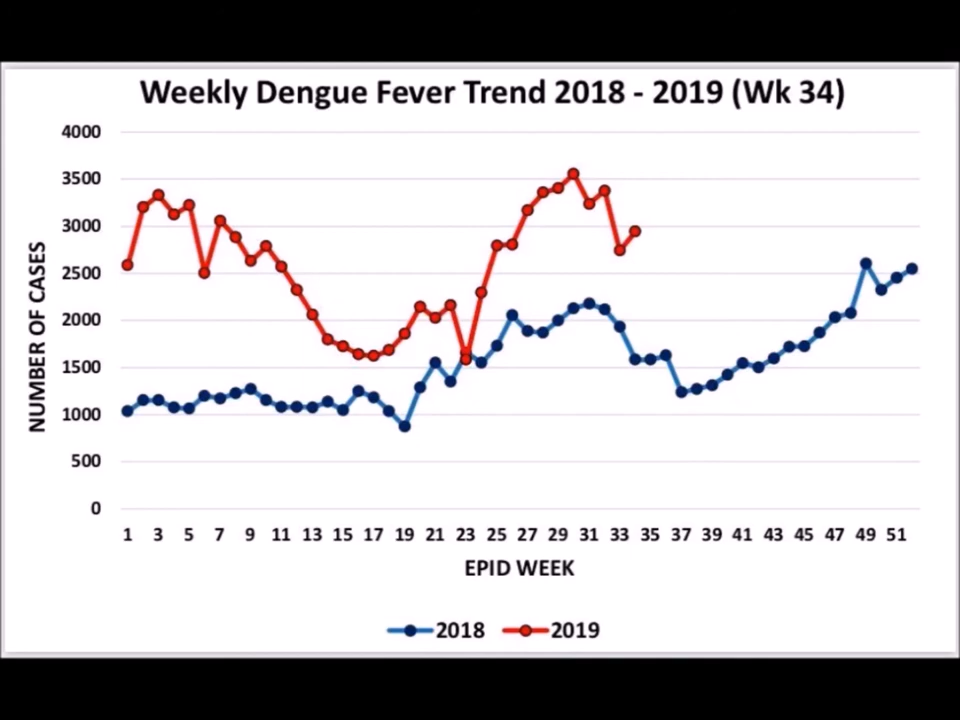 Weekly Dengue Fever Trend 2018 - 2019 (Wk 34)
NUMBER OF CASES
4000
3500
3000
2500
2000
1500
1000
500
0
1 3 5 7 9 11 13 15 17 19 21 23 25 27 29 31 33 35 37 39 41 43 45 47 49 51
EPID WEEK
2018 2019